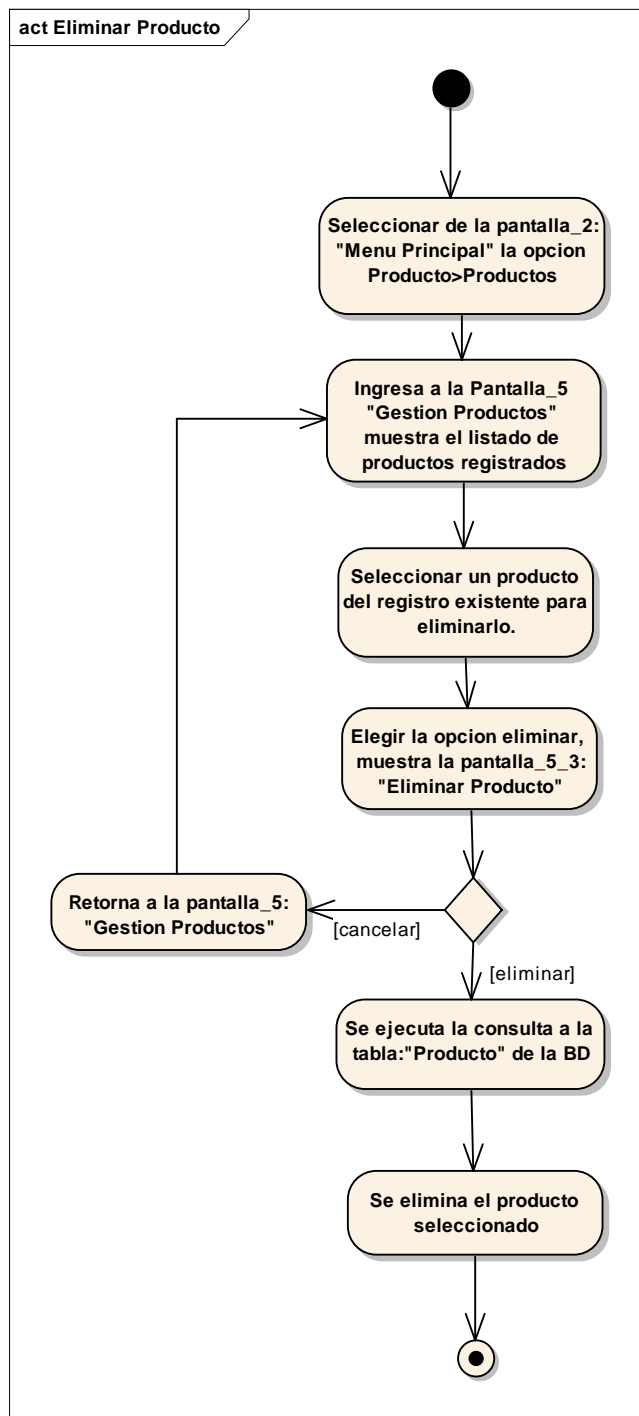 act Eliminar Producto
Seleccionar de la pantalla_2:
"Menu Principal" la opcion
Producto>Productos
Ingresa a la Pantalla_5
"Gestion Productos"
muestra el listado de
productos registrados
Seleccionar un producto
del registro existente para
eliminarlo.
Elegir la opcion eliminar,
muestra la pantalla_5_3:
"Eliminar Producto"
Retorna a la pantalla_5:
"Gestion Productos"
[cancelar]
[eliminar]
Se ejecuta la consulta a la
tabla:"Producto" de la BD
Se elimina el producto
seleccionado